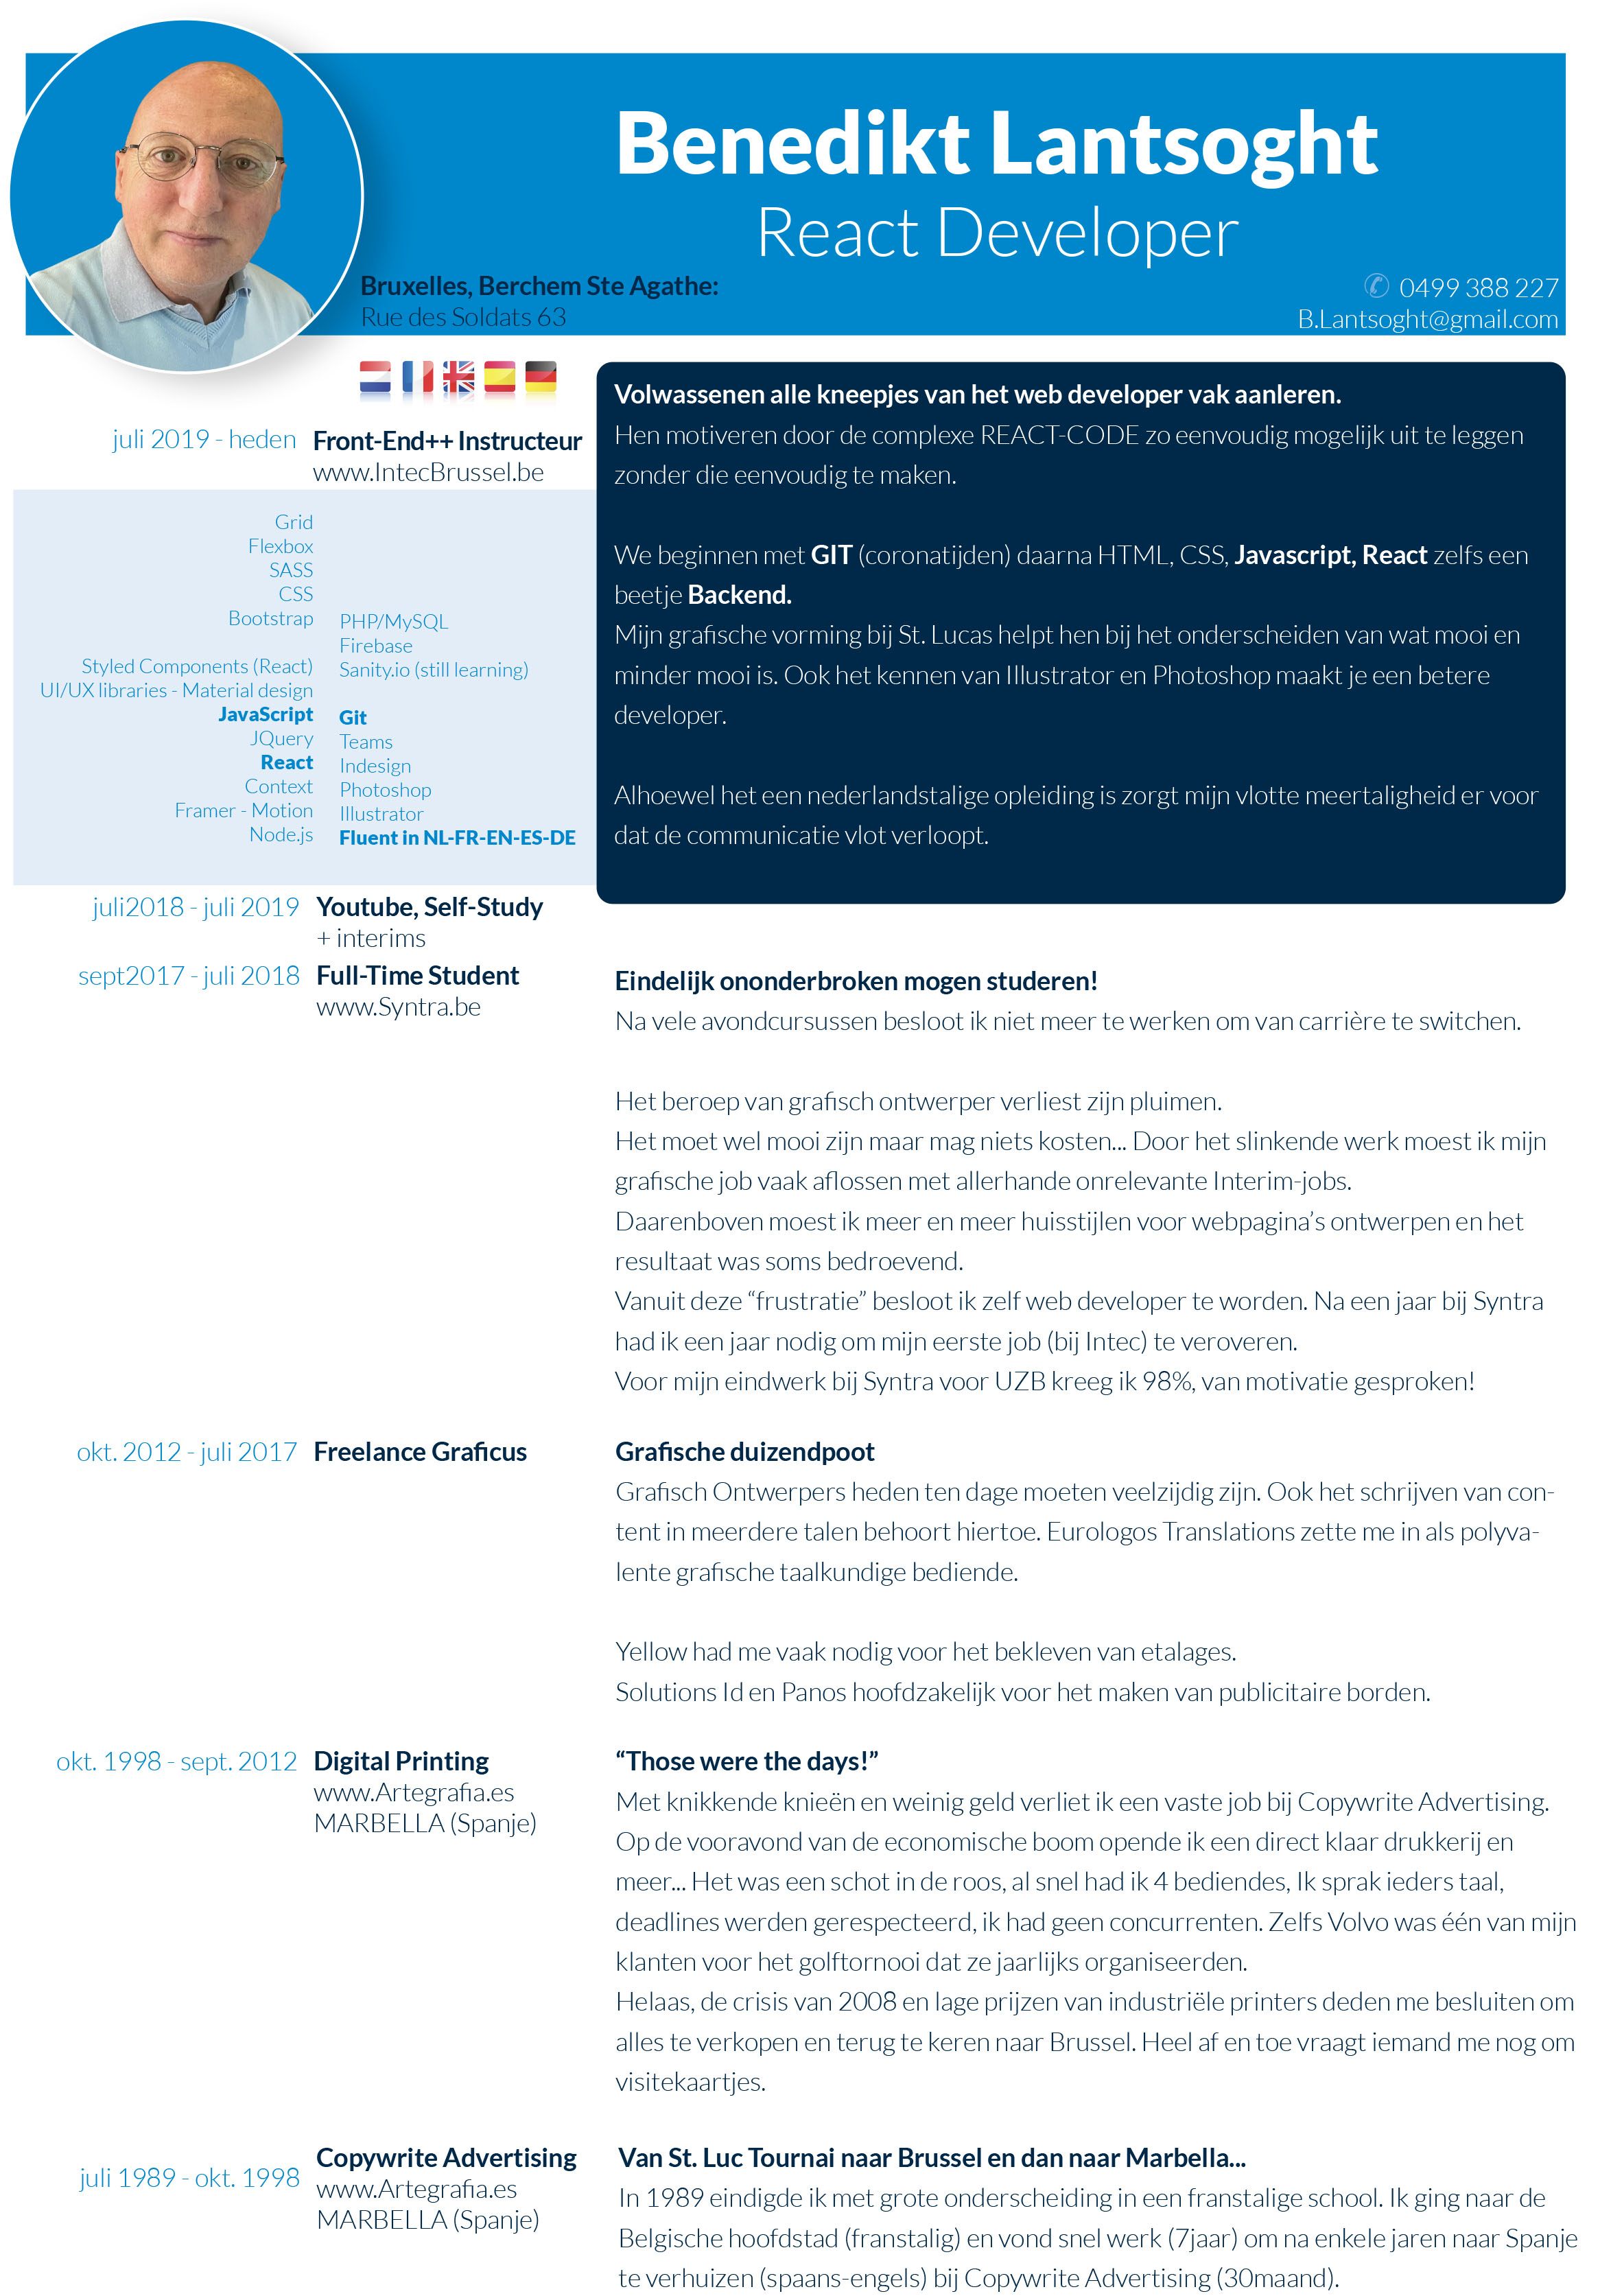 Benedikt Lantsoght
React Developer
Bruxelles, Berchem Ste Agathe:
Rue des Soldats 63
✆ 0499 388 227
B.Lantsoght@gmail.com
juli 2019 - heden
Front-End++ Instructeur
www.IntecBrussel.be
Grid
Flexbox
SASS
CSS
Bootstrap
Styled Components (React)
UI/UX libraries - Material design
JavaScript
JQuery
React
Context
Framer - Motion
Node.js
PHP/MySQL
Firebase
Sanity.io (still learning)
Git
Teams
Indesign
Photoshop
Illustrator
Fluent in NL-FR-EN-ES-DE
Volwassenen alle kneepjes van het web developer vak aanleren.
Hen motiveren door de complexe REACT-CODE zo eenvoudig mogelijk uit te leggen
zonder die eenvoudig te maken.
We beginnen met GIT (coronatijden) daarna HTML, CSS, Javascript, React zelfs een
beetje Backend.
Mijn grafische vorming bij St. Lucas helpt hen bij het onderscheiden van wat mooi en
minder mooi is. Ook het kennen van Illustrator en Photoshop maakt je een betere
developer.
Alhoewel het een nederlandstalige opleiding is zorgt mijn vlotte meertaligheid er voor
dat de communicatie vlot verloopt.
juli2018 - juli 2019
Youtube, Self-Study
+ interims
sept2017 - juli 2018
Full-Time Student
www.Syntra.be
Eindelijk ononderbroken mogen studeren!
Na vele avondcursussen besloot ik niet meer te werken om van carrière te switchen.
Het beroep van grafisch ontwerper verliest zijn pluimen.
Het moet wel mooi zijn maar mag niets kosten... Door het slinkende werk moest ik mijn
grafische job vaak aflossen met allerhande onrelevante Interim-jobs.
Daarenboven moest ik meer en meer huisstijlen voor webpagina’s ontwerpen en het
resultaat was soms bedroevend.
Vanuit deze “frustratie” besloot ik zelf web developer te worden. Na een jaar bij Syntra
had ik een jaar nodig om mijn eerste job (bij Intec) te veroveren.
Voor mijn eindwerk bij Syntra voor UZB kreeg ik 98%, van motivatie gesproken!
okt. 2012 - juli 2017
Freelance Graficus
Grafische duizendpoot
Grafisch Ontwerpers heden ten dage moeten veelzijdig zijn. Ook het schrijven van con-
tent in meerdere talen behoort hiertoe. Eurologos Translations zette me in als polyva-
lente grafische taalkundige bediende.
Yellow had me vaak nodig voor het bekleven van etalages.
Solutions Id en Panos hoofdzakelijk voor het maken van publicitaire borden.
okt. 1998 - sept. 2012
Digital Printing
www.Artegrafia.es
MARBELLA (Spanje)
“Those were the days!”
Met knikkende knieën en weinig geld verliet ik een vaste job bij Copywrite Advertising.
Op de vooravond van de economische boom opende ik een direct klaar drukkerij en
meer... Het was een schot in de roos, al snel had ik 4 bediendes, Ik sprak ieders taal,
deadlines werden gerespecteerd, ik had geen concurrenten. Zelfs Volvo was één van mijn
klanten voor het golftornooi dat ze jaarlijks organiseerden.
Helaas, de crisis van 2008 en lage prijzen van industriële printers deden me besluiten om
alles te verkopen en terug te keren naar Brussel. Heel af en toe vraagt iemand me nog om
visitekaartjes.
juli 1989 - okt. 1998
Copywrite Advertising
www.Artegrafia.es
MARBELLA (Spanje)
Van St. Luc Tournai naar Brussel en dan naar Marbella...
In 1989 eindigde ik met grote onderscheiding in een franstalige school. Ik ging naar de
Belgische hoofdstad (franstalig) en vond snel werk (7jaar) om na enkele jaren naar Spanje
te verhuizen (spaans-engels) bij Copywrite Advertising (30maand).